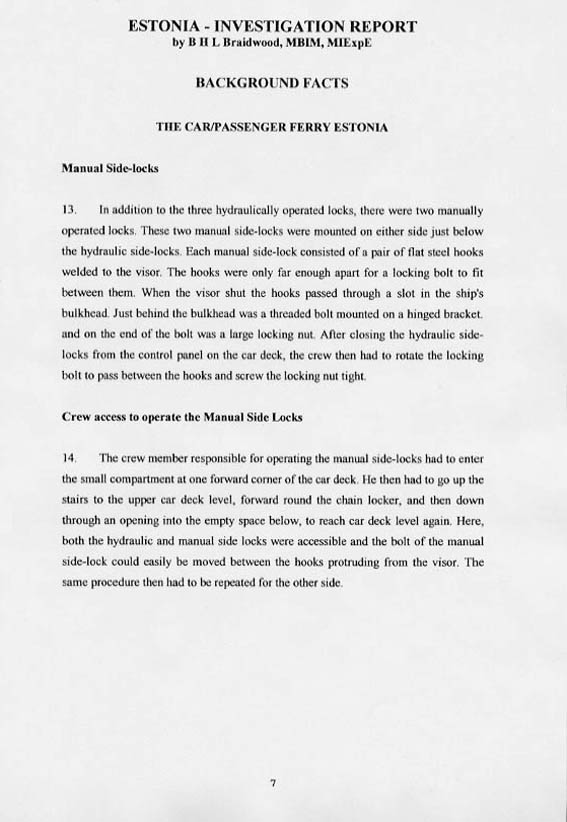 ESTONIA - INVESTIGATION REPORT
by B H L Braidwood, MBIM, MIExpE
BACKGROUND FACTS
THE CAR/PASSENGER FERRY ESTONIA
Manual Side-locks
13. In addition to the three hydraulically operated locks, there were two manually
operated locks. These two manual side-locks were mounted on either side just below
the hydraulic side-locks. Each manual side-lock consisted of a pair of flat steel hooks
welded to the visor. The hooks were only far enough apart for a locking bolt to fit
between them. When the visor shut the hooks passed through a slot in the ship's
bulkhead. Just behind the bulkhead was a threaded bolt mounted on a hinged bracket.
and on the end of the bolt was a large locking nut. After closing the hydraulic side-
locks from the control panel on the car deck, the crew then had to rotate the locking
bolt to pass between the hooks and screw the locking nut tight.
Crew access to operate the Manual Side Locks
14. The crew member responsible for operating the manual side-locks had to enter
the small compartment at one forward corner of the car deck. He then had to go up the
stairs to the upper car deck level, forward round the chain locker, and then down
through an opening into the empty space below, to reach car deck level again. Here,
both the hydraulic and manual side locks were accessible and the bolt of the manual
side-lock could easily be moved between the hooks protruding from the visor. The
same procedure then had to be repeated for the other side.
7